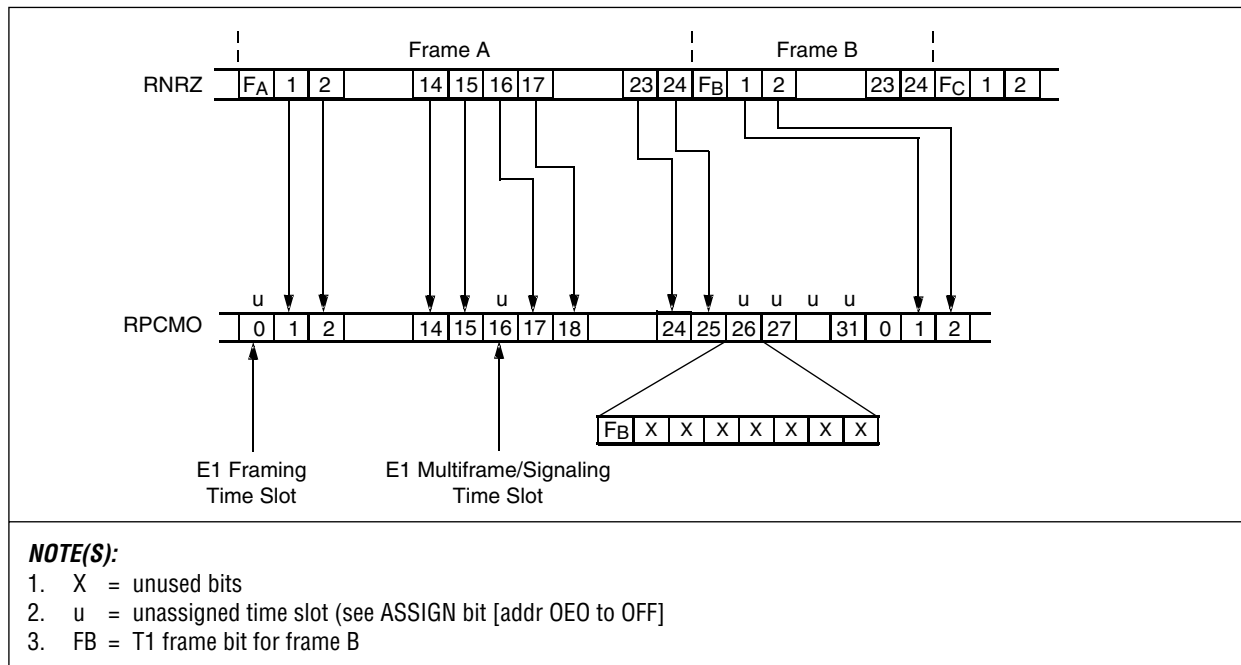 Frame A Frame B
RNRZ FA 1 2 14 15 16 17 23 24 FB 1 2 23 24 FC 1 2
u u u u u u
RPCMO 0 1 2 14 15 16 17 18 24 25 26 27 31 0 1 2
FB X X X X X X X
E1 Framing E1 Multiframe/Signaling
Time Slot Time Slot
NOTE(S):
1. X = unused bits
2. u = unassigned time slot (see ASSIGN bit [addr OEO to OFF]
3. FB = T1 frame bit for frame B